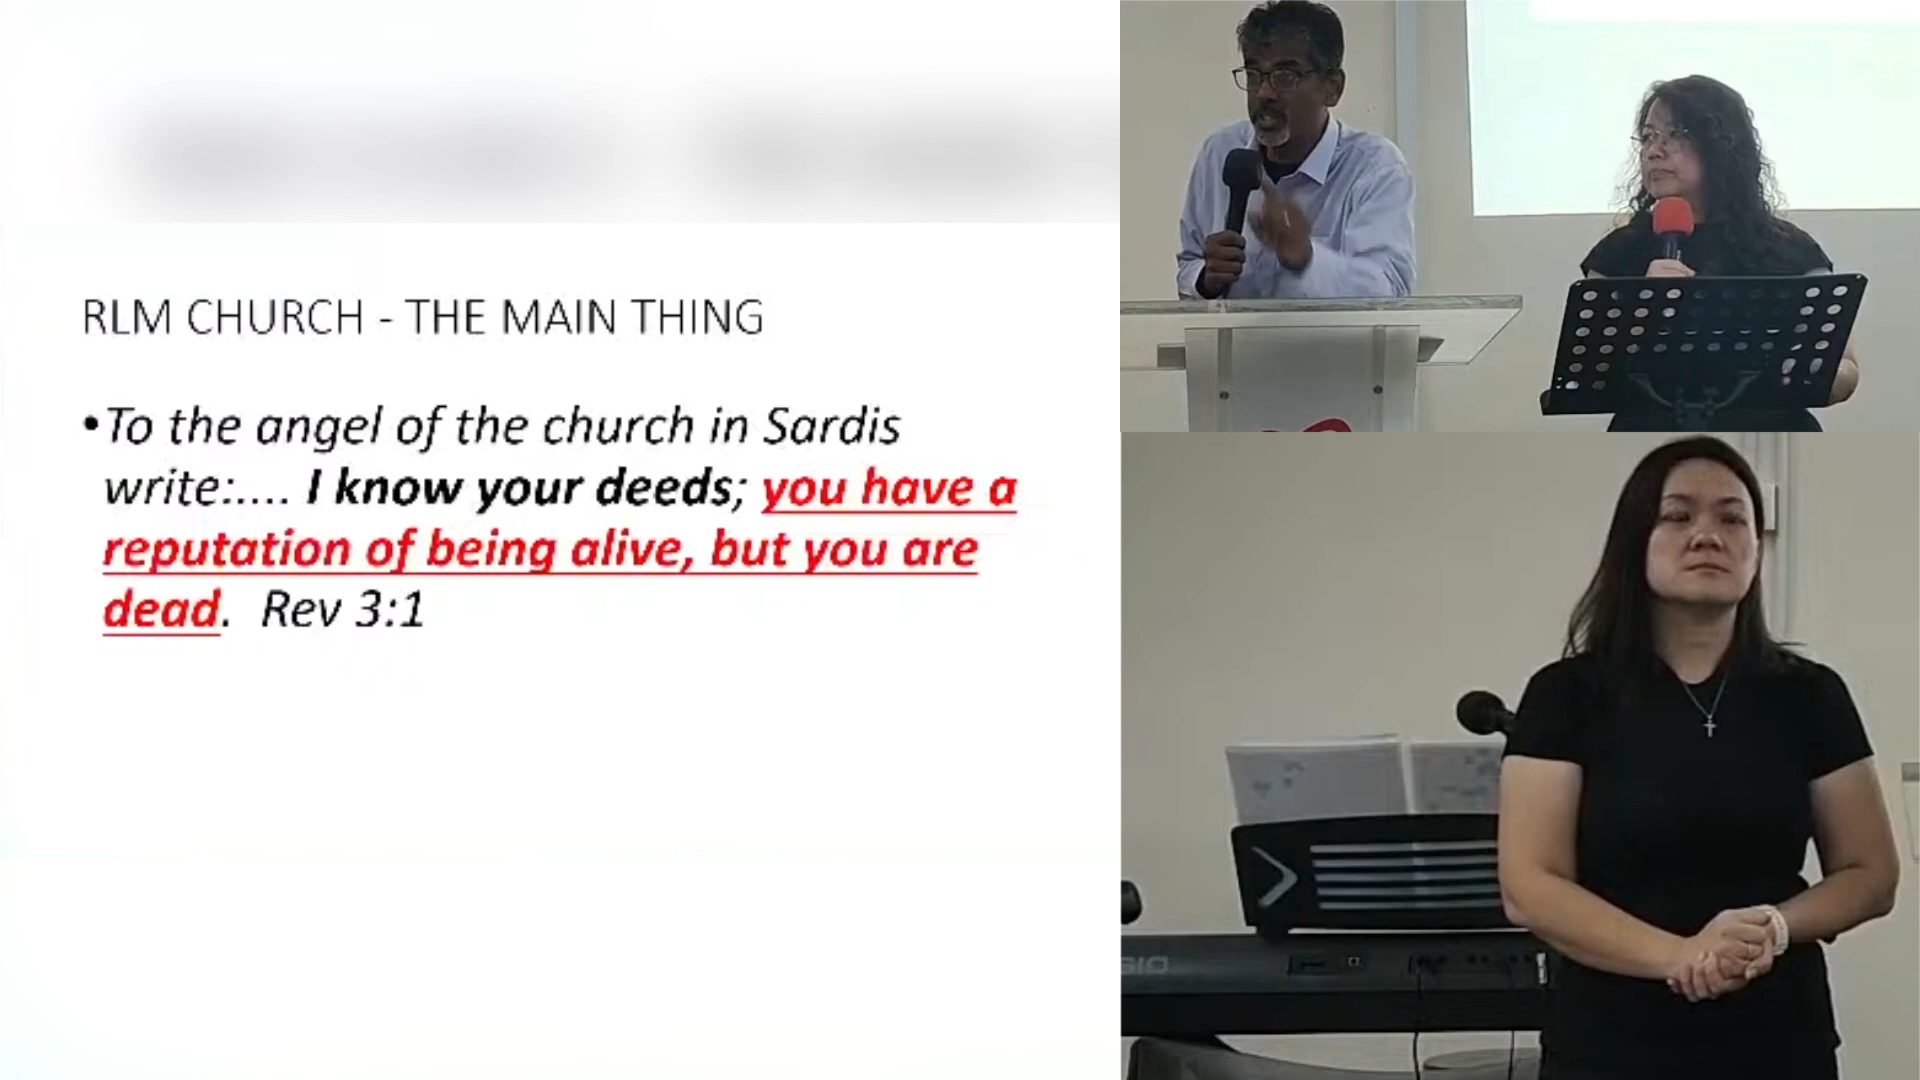 RLM CHURCH - THE MAIN THING
•To the angel of the church in Sardis
write:.... I know your deeds; you have a
reputation of being alive, but you are
dead. Rev 3:1